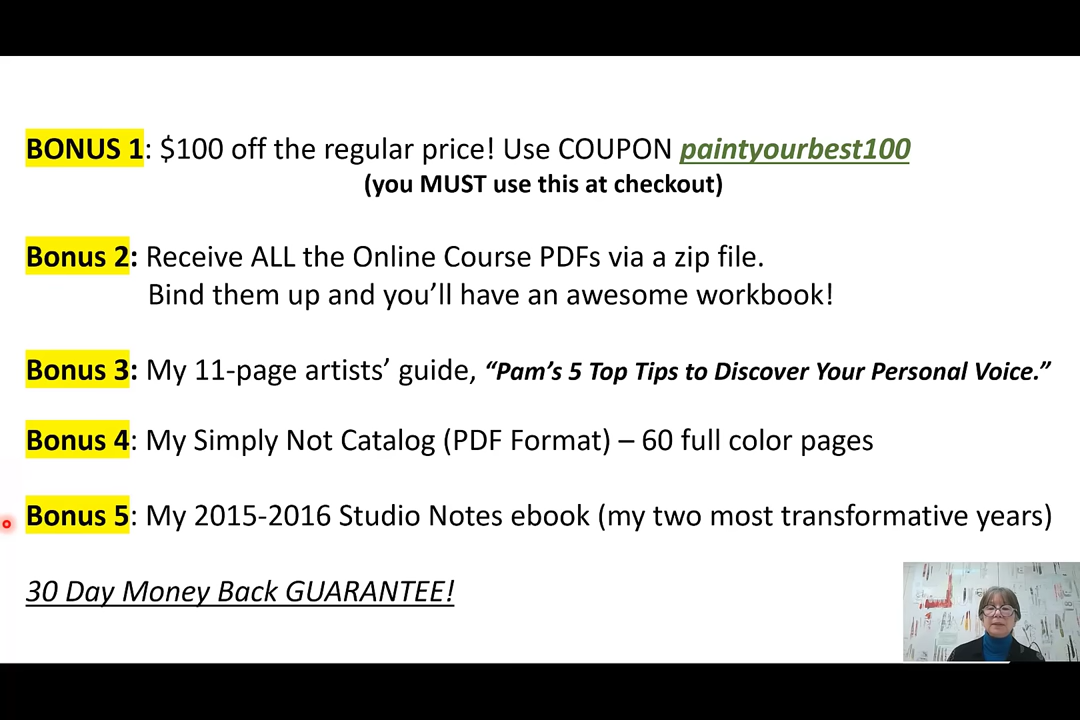 BONUS 1: $100 off the regular price! Use COUPON paintyourbest100
(you MUST use this at checkout)
Bonus 2: Receive ALL the Online Course PDFs via a zip file.
Bind them up and you’ll have an awesome workbook!
Bonus 3: My 11-page artists’ guide, “Pam’s 5 Top Tips to Discover Your Personal Voice.”
Bonus 4: My Simply Not Catalog (PDF Format) – 60 full color pages
Bonus 5: My 2015-2016 Studio Notes ebook (my two most transformative years)
30 Day Money Back GUARANTEE!